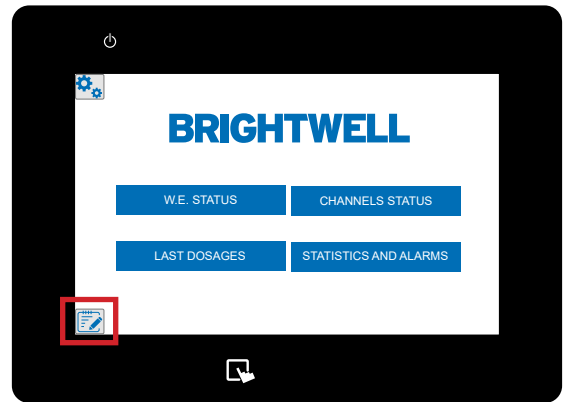 BRIGHTWELL
W.E. STATUS
CHANNELS STATUS
LAST DOSAGES
STATISTICS AND ALARMS